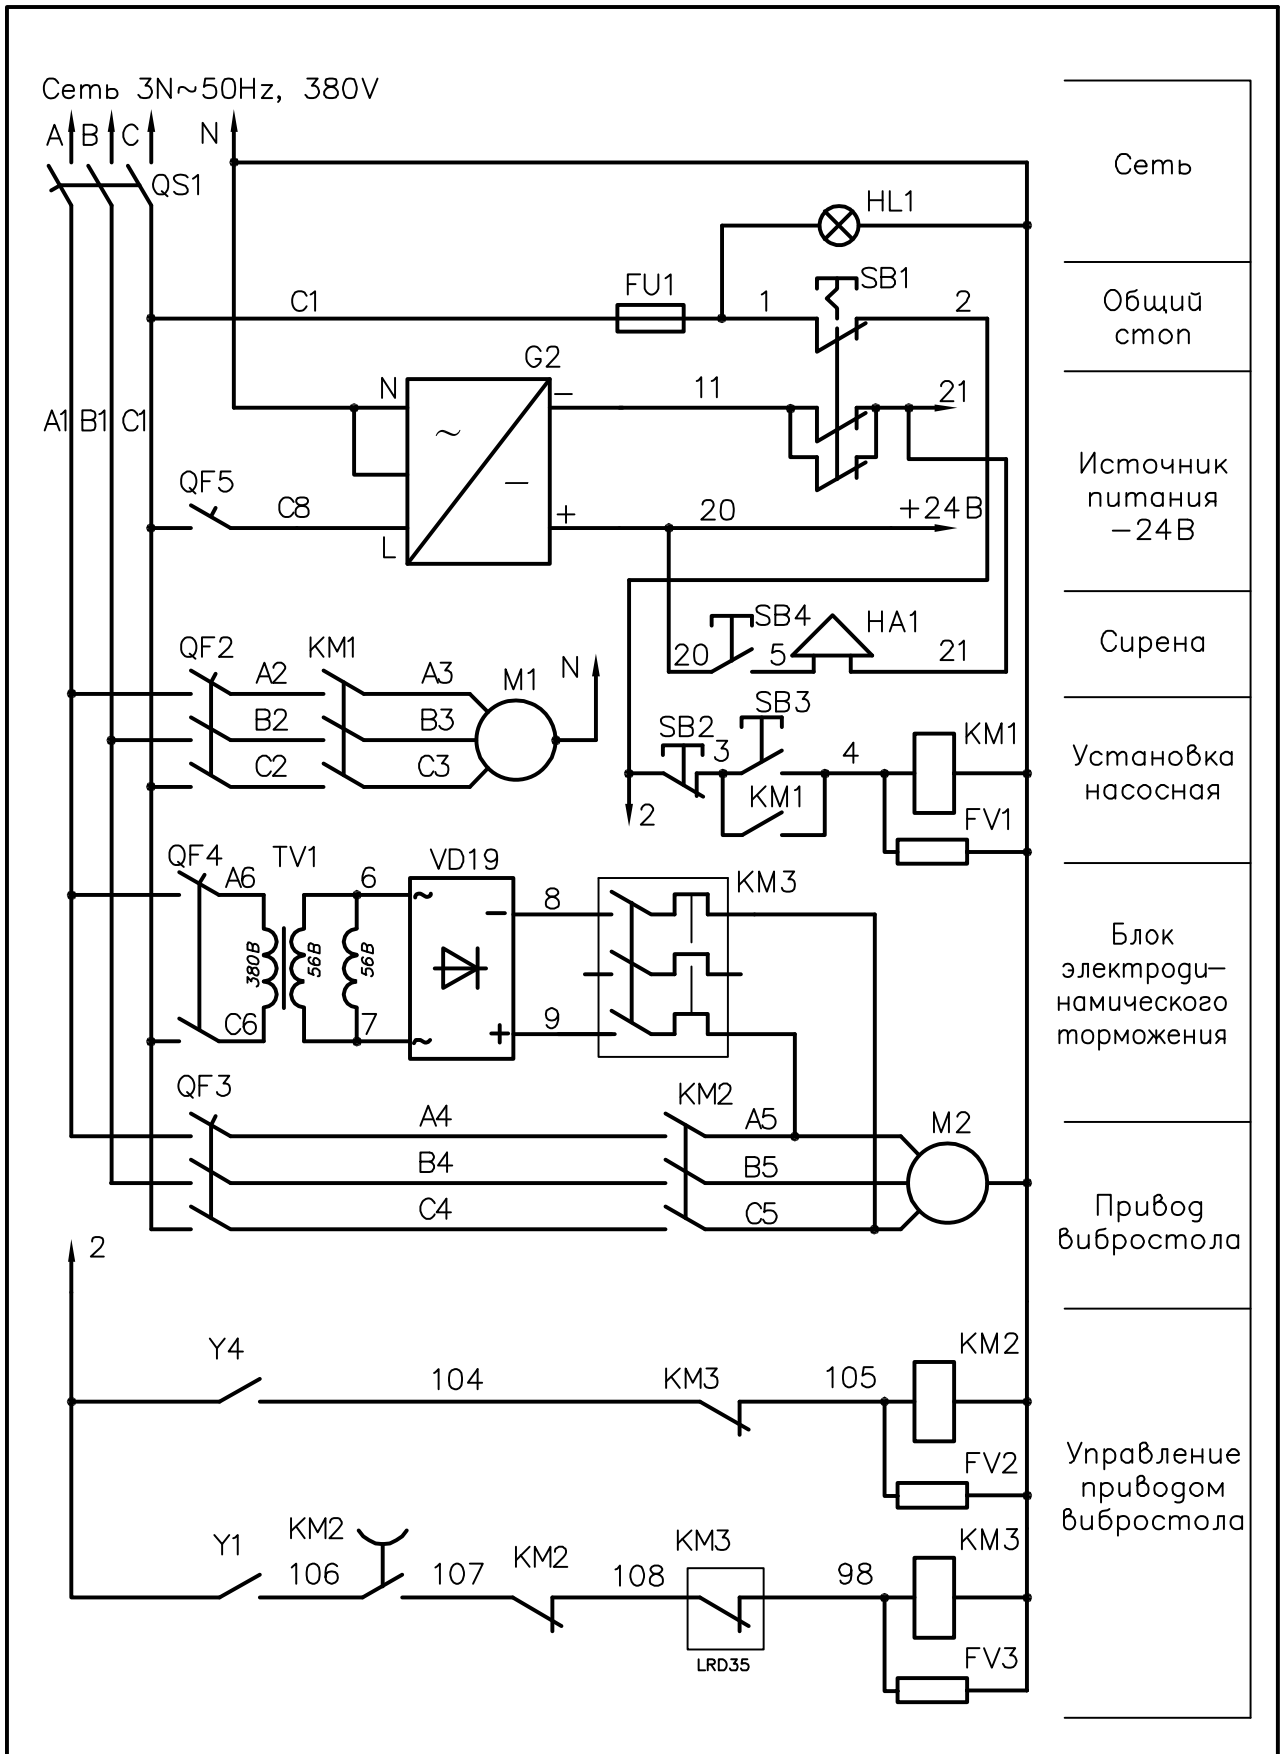 Сеть 3N~50Hz, 380V
A B C N
QS1
Сеть
HL1
C1 FU1 1 SB1 2
Общий
стоп
A1 B1 C1
G2
N ~ — L
− 11 21
+ 20 +24В
QF5 C8
Источник
питания
−24В
SB4 HA1
20 5 21
Сирена
QF2 KM1 M1 N
A2 A3
B2 B3
C2 C3
SB2 3 SB3 4 KM1
KM1
2 FV1
Установка
насосная
QF4 A6 TV1 6 VD19 8 KM3
380В 56В 56В
~ −
~ +
C6 7 9
Блок
электроди−
намического
торможения
QF3 KM2 M2
A4 A5
B4 B5
C4 C5
Привод
вибростола
2
Y4 104 KM3 105 KM2
FV2
Управление
приводом
вибростола
Y1 106 KM2 107 KM2 108 KM3 98 KM3
LRD35
FV3